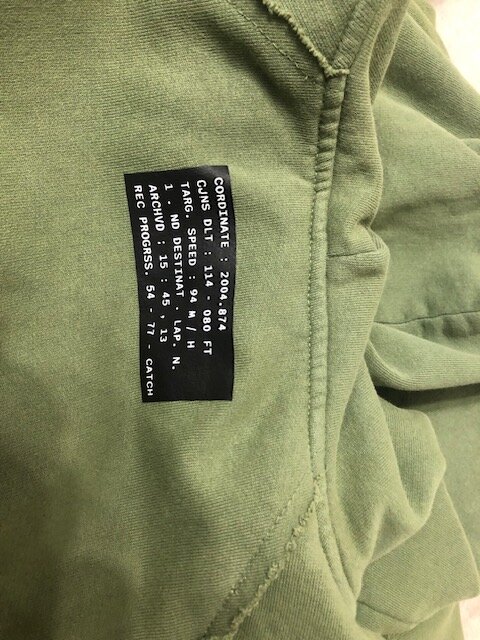 CORDINATE : 2004.874
CJNS DLT : 114 - 080 FT
TARG. SPEED : 94 M / H
1 . ND DESTINAT . LAP. N.
ARCHVD : 15 : 45 , 13
REC PROGRSS. 54 - 77 - CATCH